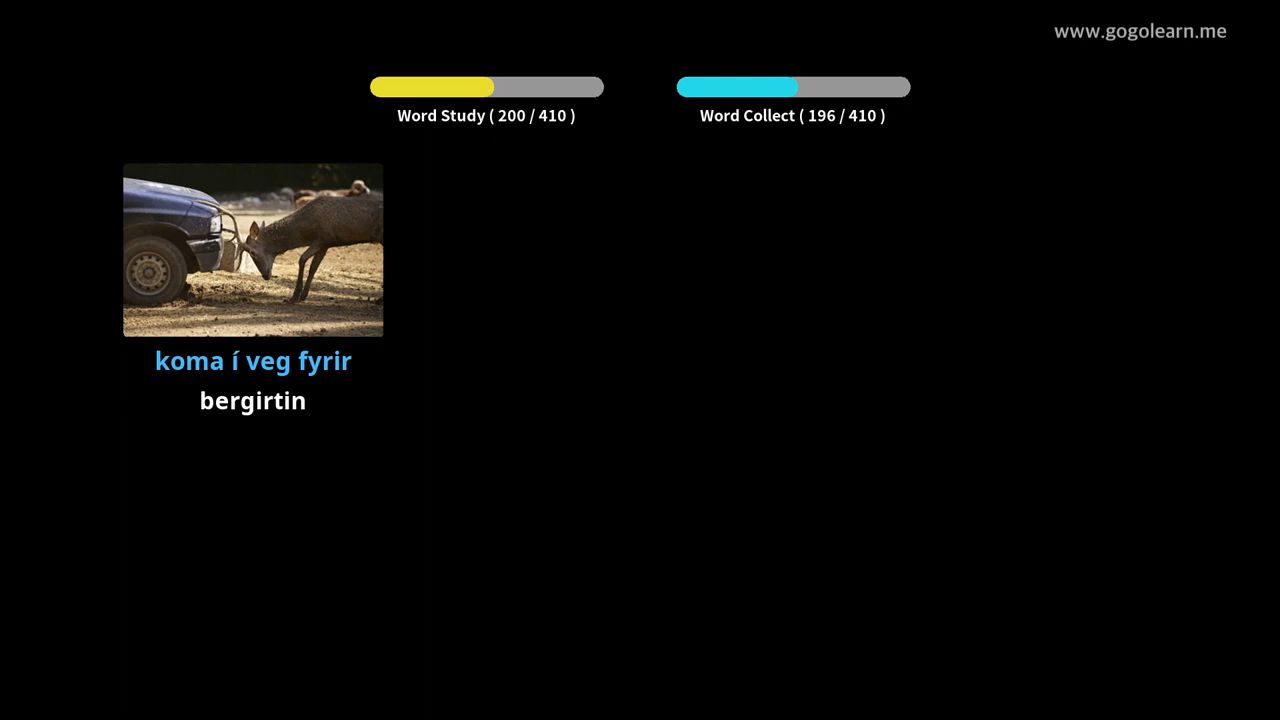 www.gogolearn.me
Word Study ( 200 / 410 )
Word Collect ( 196 / 410 )
koma í veg fyrir
bergirtin